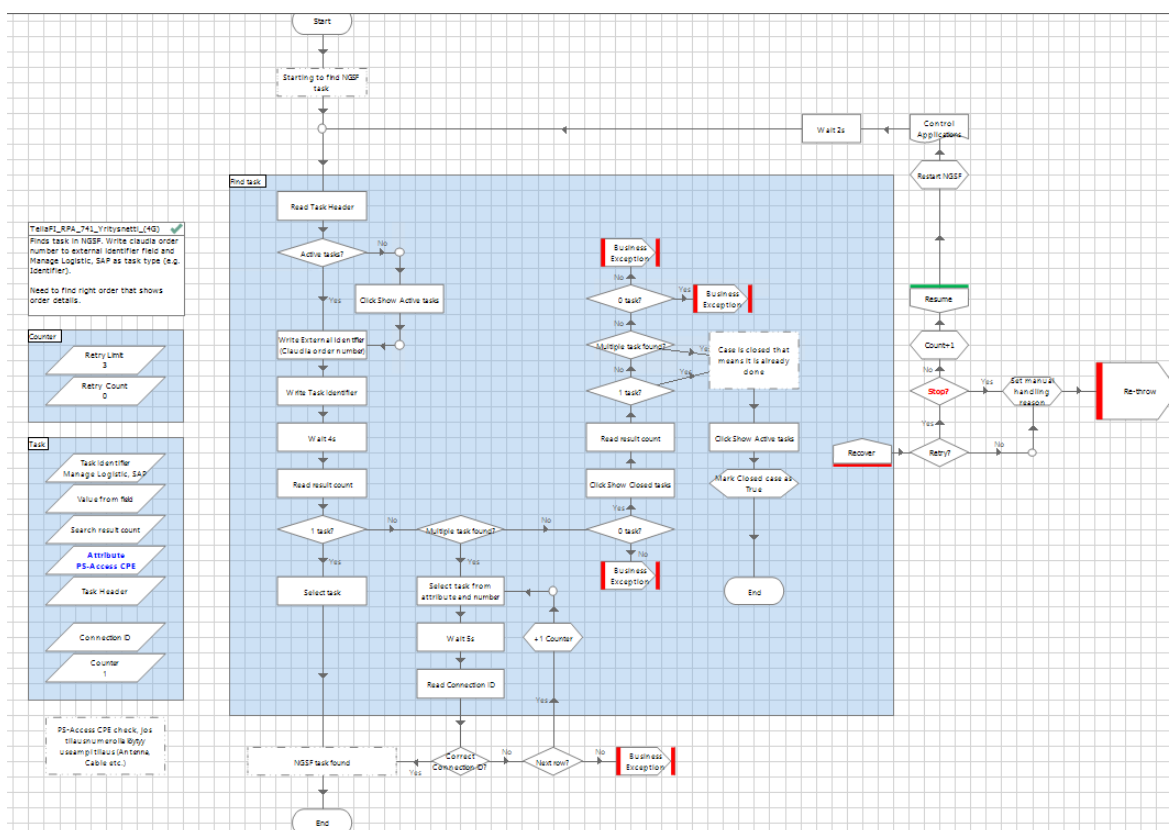 Start
Starting to find NGSF
task
Wait 2s
Control
Applications
Restart NGSF
Find task
Read Task Header
TeliaFI_RPA_741_Yritysnetti_(4G)
Finds task in NGSF. Write claudia order
number to external identifier field and
Manage Logistic, SAP as task type (e.g.
Identifier).
Need to find right order that shows
order details.
Active tasks?
No
Yes
Click Show Active tasks
Business
Exception
No
0 task?
Yes
Business
Exception
No
Resume
Counter
Retry Limit
3
Retry Count
0
Write External Identifier
(Claudia order number)
Multiple task found?
Yes
No
Case is closed that
means it is already
done
Count+1
No
Write Task Identifier
1 task?
Yes
Stop?
Yes
Set manual
handling
reason
Re-throw
Wait 4s
Read result count
Click Show Active tasks
Yes
Recover
Retry?
No
Task
Task Identifier
Manage Logistic, SAP
Value from field
Search result count
Attribute
PS-Access CPE
Task Header
Connection ID
Counter
1
Read result count
Click Show Closed tasks
Mark Closed case as
True
Yes
1 task?
No
Multiple task found?
No
0 task?
Yes
Yes
No
Business
Exception
Select task
Select task from
attribute and number
End
Wait 5s
+1 Counter
Read Connection ID
Yes
PS-Access CPE check, jos
tilausnumerolla löytyy
useampi tilaus (Antenna,
Cable etc.)
NGSF task found
Yes
Correct
Connection ID?
No
Next row?
No
Business
Exception
End